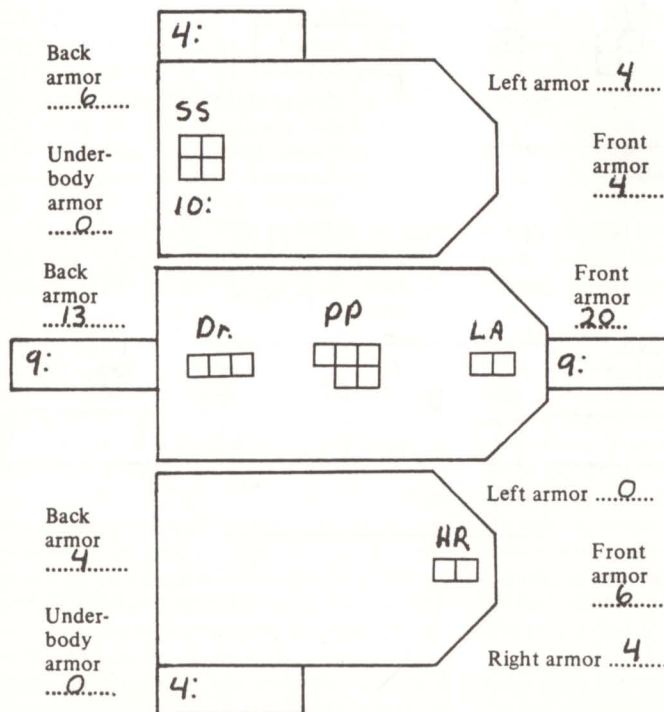 4:
Back
armor
6
Left armor 4
SS
Under-
body
armor
0
Front
armor
4
10:
Back
armor
13
Front
armor
20
Dr.
PP
LA
9:
9:
Left armor 0
Back
armor
4
HR
Front
armor
6
Under-
body
armor
0
Right armor 4
4: